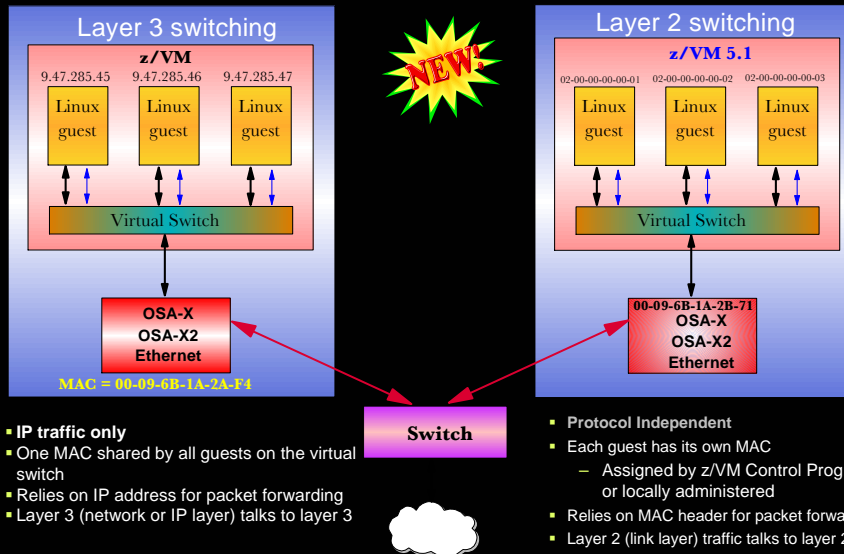 Layer 3 switching
z/VM
9.47.285.45 9.47.285.46 9.47.285.47
Linux guest
Linux guest
Linux guest
Virtual Switch
OSA-X
OSA-X2
Ethernet
MAC = 00-09-6B-1A-2A-F4
▪ IP traffic only
▪ One MAC shared by all guests on the virtual
switch
▪ Relies on IP address for packet forwarding
▪ Layer 3 (network or IP layer) talks to layer 3
NEW!
Switch
Layer 2 switching
z/VM 5.1
02-00-00-00-00-01 02-00-00-00-00-02 02-00-00-00-00-03
Linux guest
Linux guest
Linux guest
Virtual Switch
00-09-6B-1A-2B-71
OSA-X
OSA-X2
Ethernet
▪ Protocol Independent
▪ Each guest has its own MAC
– Assigned by z/VM Control Prog
or locally administered
▪ Relies on MAC header for packet forwa
▪ Layer 2 (link layer) traffic talks to layer 2